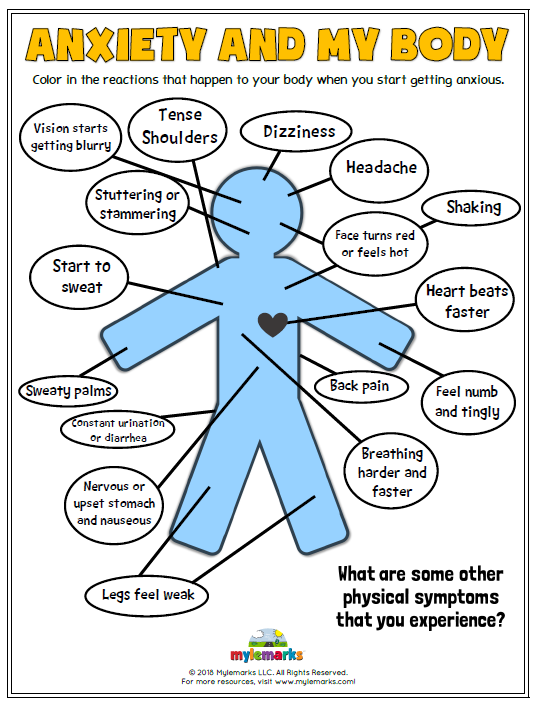 ANXIETY AND MY BODY
Color in the reactions that happen to your body when you start getting anxious.
Vision starts
getting blurry
Tense
Shoulders
Dizziness
Headache
Stuttering or
stammering
Shaking
Face turns red
or feels hot
Start to
sweat
Heart beats
faster
Sweaty palms
Back pain
Feel numb
and tingly
Constant urination
or diarrhea
Breathing
harder and
faster
Nervous or
upset stomach
and nauseous
Legs feel weak
What are some other
physical symptoms
that you experience?
mylemarks
© 2018 Mylemarks LLC. All Rights Reserved.
For more resources, visit www.mylemarks.com!